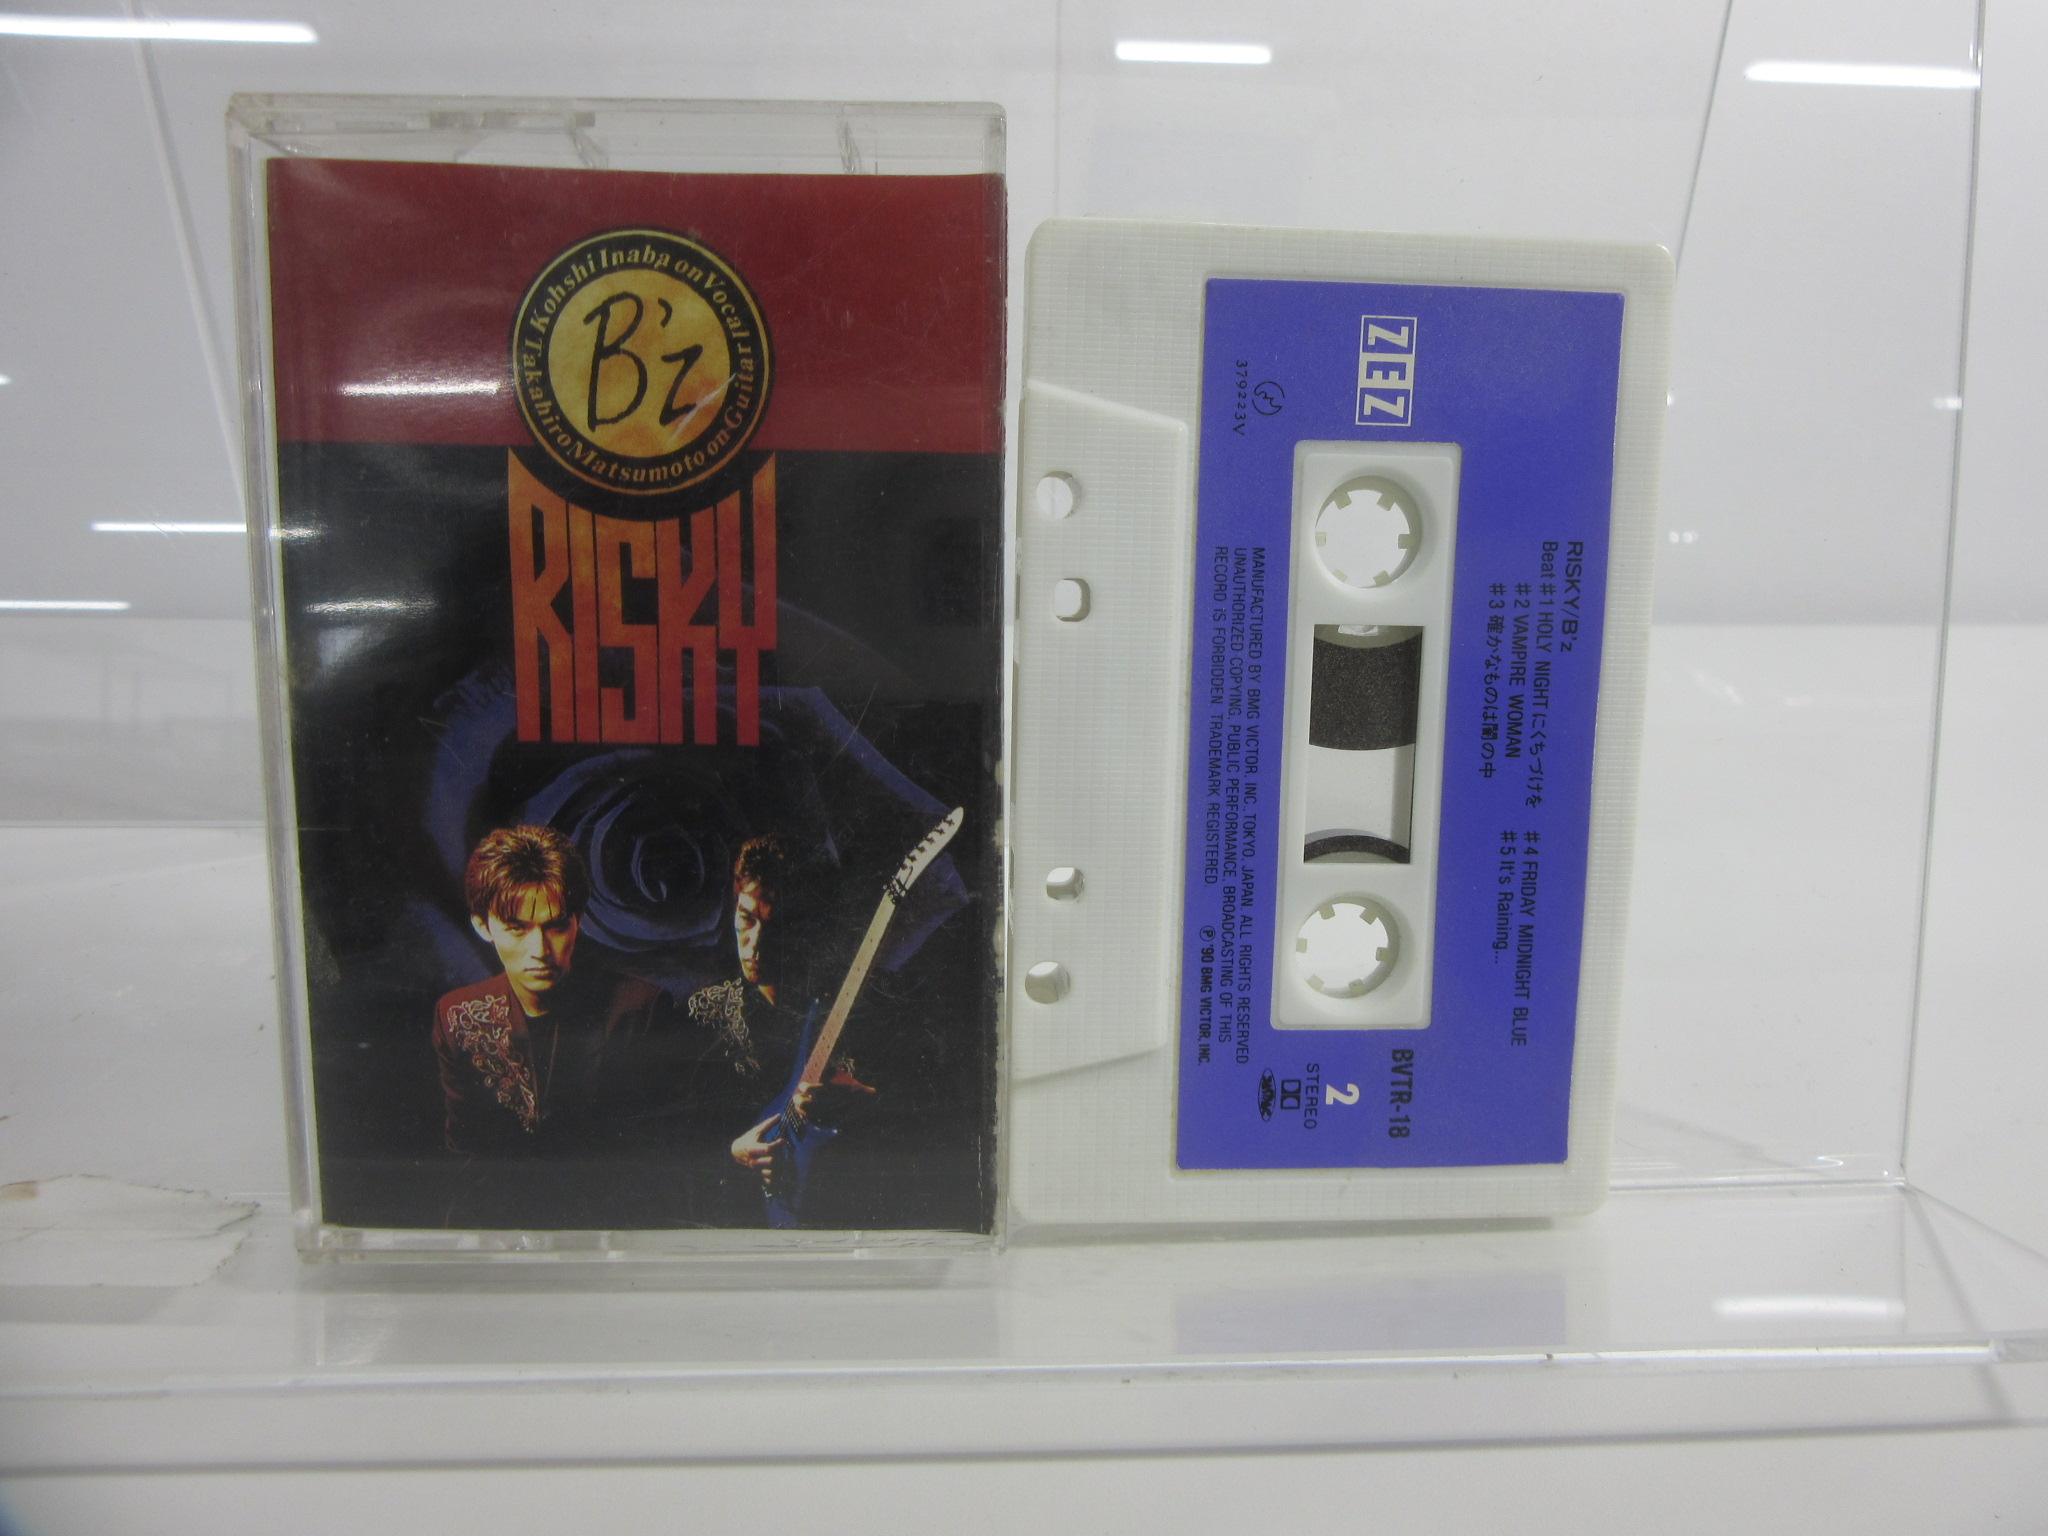 Kohshi Inaba on Vocal
Takahiro Matsumoto on Guitar
B'z
RISKY
ZEZ
379223V
RISKY/B'z
Beat #1 HOLY NIGHTにくちづけを
#2 VAMPIRE WOMAN
#3 確かなものは闇の中
#4 FRIDAY MIDNIGHT BLUE
#5 It's Raining...
BVTR-18
2
STEREO
MANUFACTURED BY BMG VICTOR, INC., TOKYO, JAPAN. ALL RIGHTS RESERVED
UNAUTHORIZED COPYING, PUBLIC PERFORMANCE, BROADCASTING OF THIS
RECORD IS FORBIDDEN. TRADEMARK REGISTERED.
Ⓟ '90 BMG VICTOR, INC.